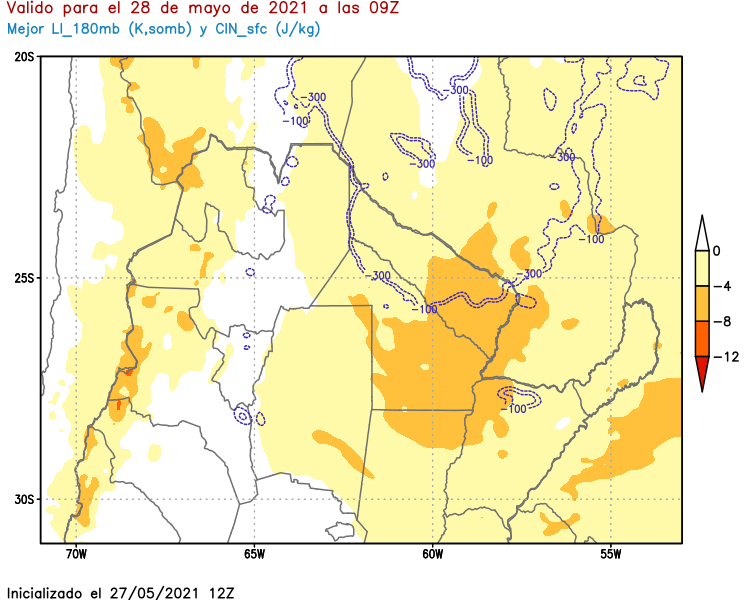 Valido para el 28 de mayo de 2021 a las 09Z
Mejor LI_180mb (K,somb) y CIN_sfc (J/kg)
20S
-300
-300
-100
-100
-300
-300
-100
25S
-300
-300
-100
-100
30S
70W
65W
60W
55W
0
-4
-8
-12
Inicializado el 27/05/2021 12Z